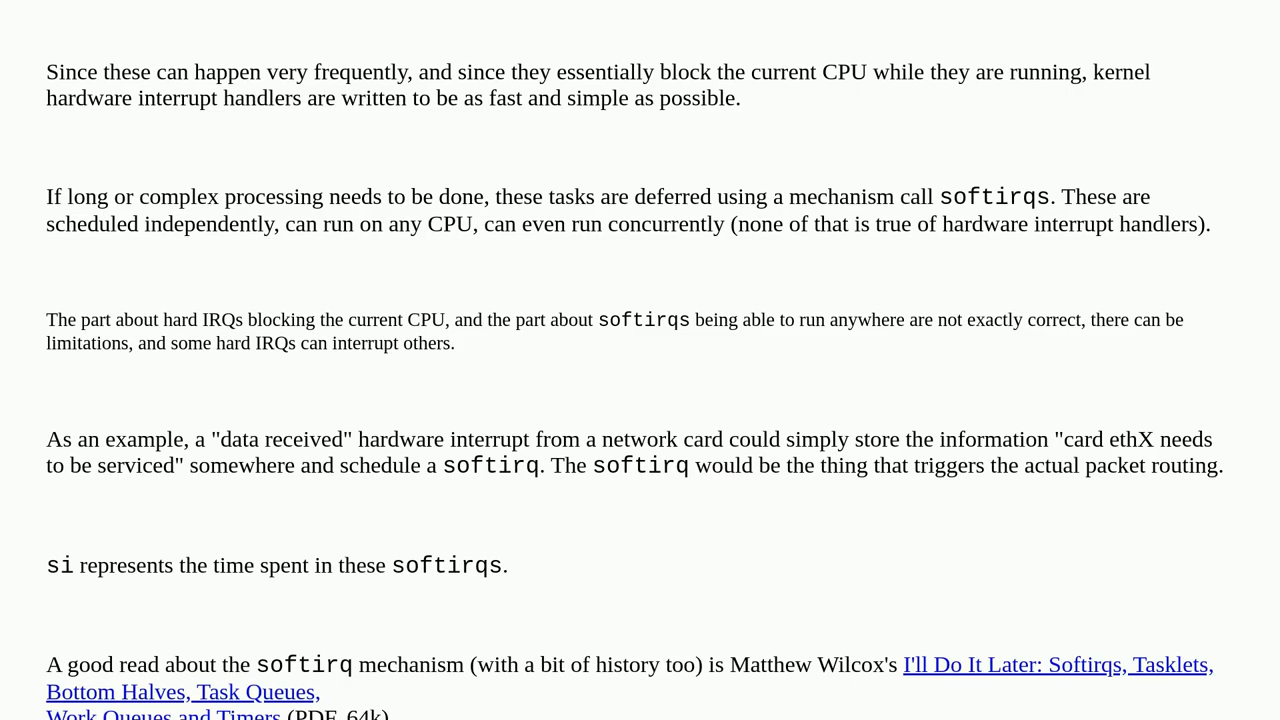 Since these can happen very frequently, and since they essentially block the current CPU while they are running, kernel
hardware interrupt handlers are written to be as fast and simple as possible.
If long or complex processing needs to be done, these tasks are deferred using a mechanism call softirqs. These are
scheduled independently, can run on any CPU, can even run concurrently (none of that is true of hardware interrupt handlers).
The part about hard IRQs blocking the current CPU, and the part about softirqs being able to run anywhere are not exactly correct, there can be
limitations, and some hard IRQs can interrupt others.
As an example, a "data received" hardware interrupt from a network card could simply store the information "card ethX needs
to be serviced" somewhere and schedule a softirq. The softirq would be the thing that triggers the actual packet routing.
si represents the time spent in these softirqs.
A good read about the softirq mechanism (with a bit of history too) is Matthew Wilcox's I'll Do It Later: Softirqs, Tasklets,
Bottom Halves, Task Queues,
Work Queues and Timers (PDF, 64k)